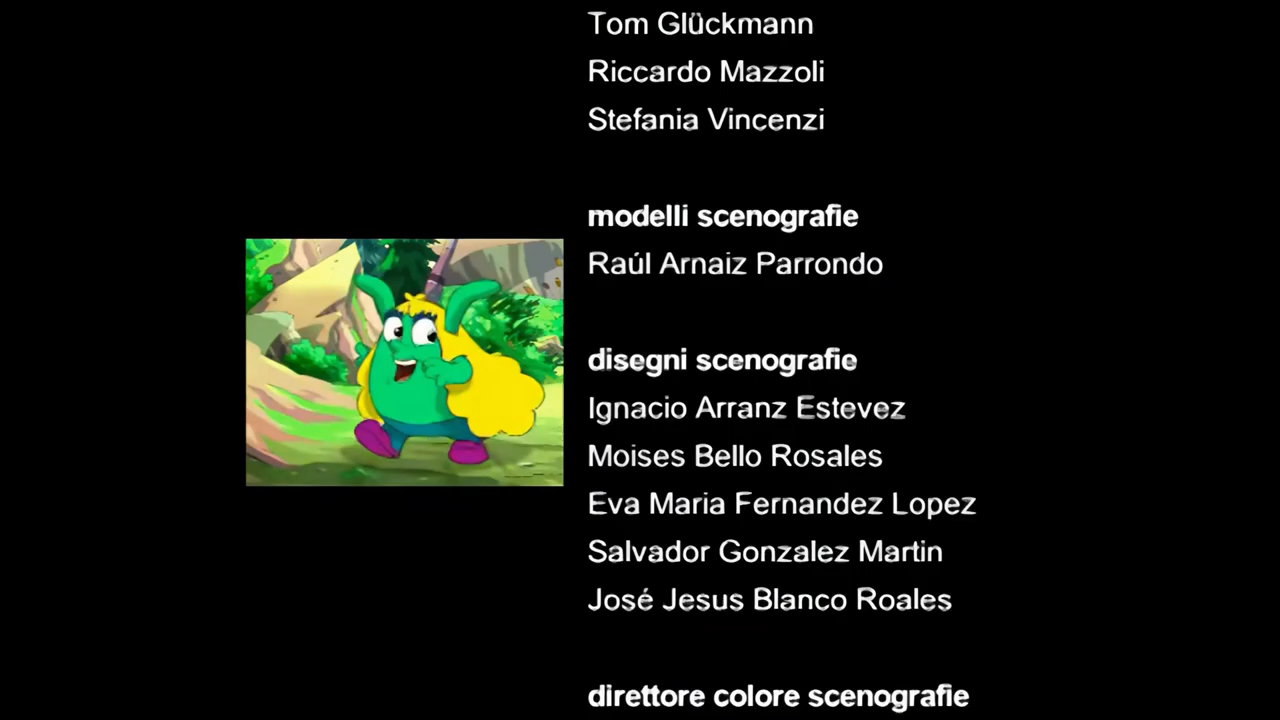 Tom Glückmann
Riccardo Mazzoli
Stefania Vincenzi
modelli scenografie
Raúl Arnaiz Parrondo
disegni scenografie
Ignacio Arranz Estevez
Moises Bello Rosales
Eva Maria Fernandez Lopez
Salvador Gonzalez Martin
José Jesus Blanco Roales
direttore colore scenografie